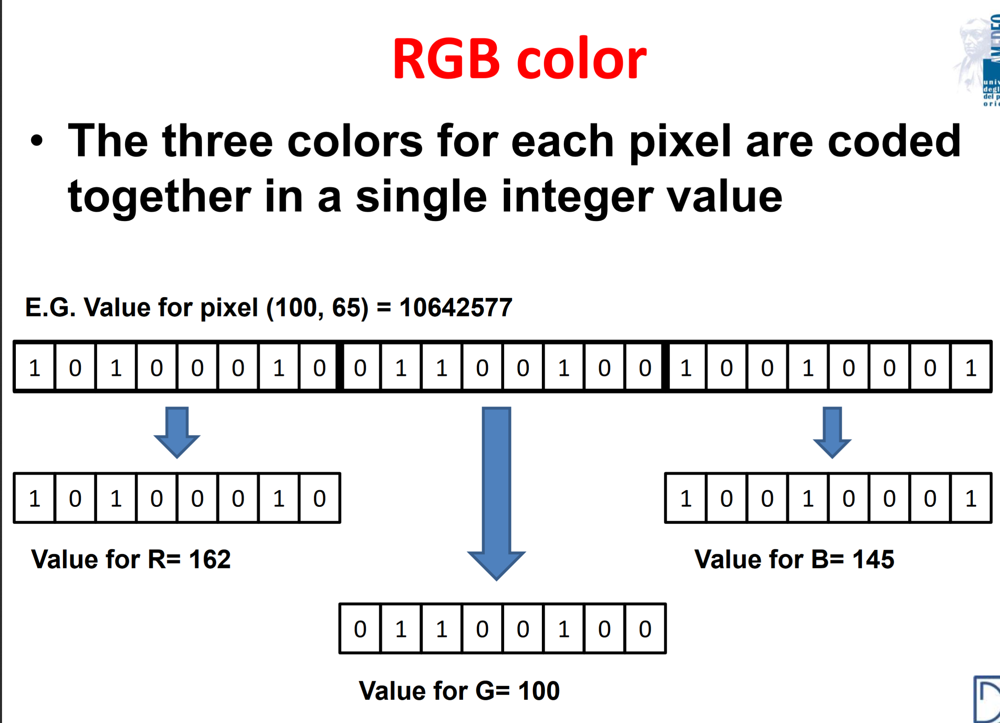 RGB color
• The three colors for each pixel are coded
together in a single integer value
E.G. Value for pixel (100, 65) = 10642577
1 0 1 0 0 0 1 0 0 1 1 0 0 1 0 0 1 0 0 1 0 0 0 1
1 0 1 0 0 0 1 0
1 0 0 1 0 0 0 1
Value for R= 162
Value for B= 145
0 1 1 0 0 1 0 0
Value for G= 100